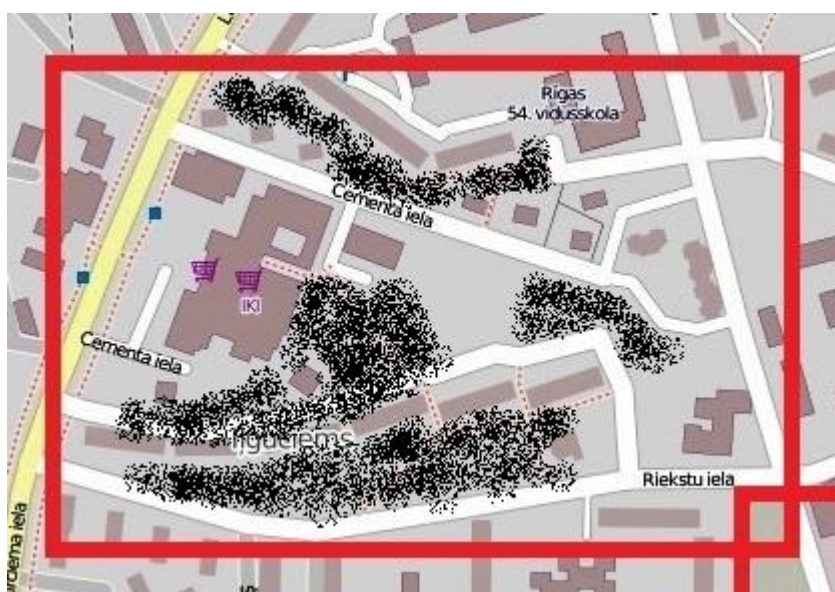 Rīgas
54. vidusskola
Cementa iela
IKI
Cementa iela
Riekstu iela